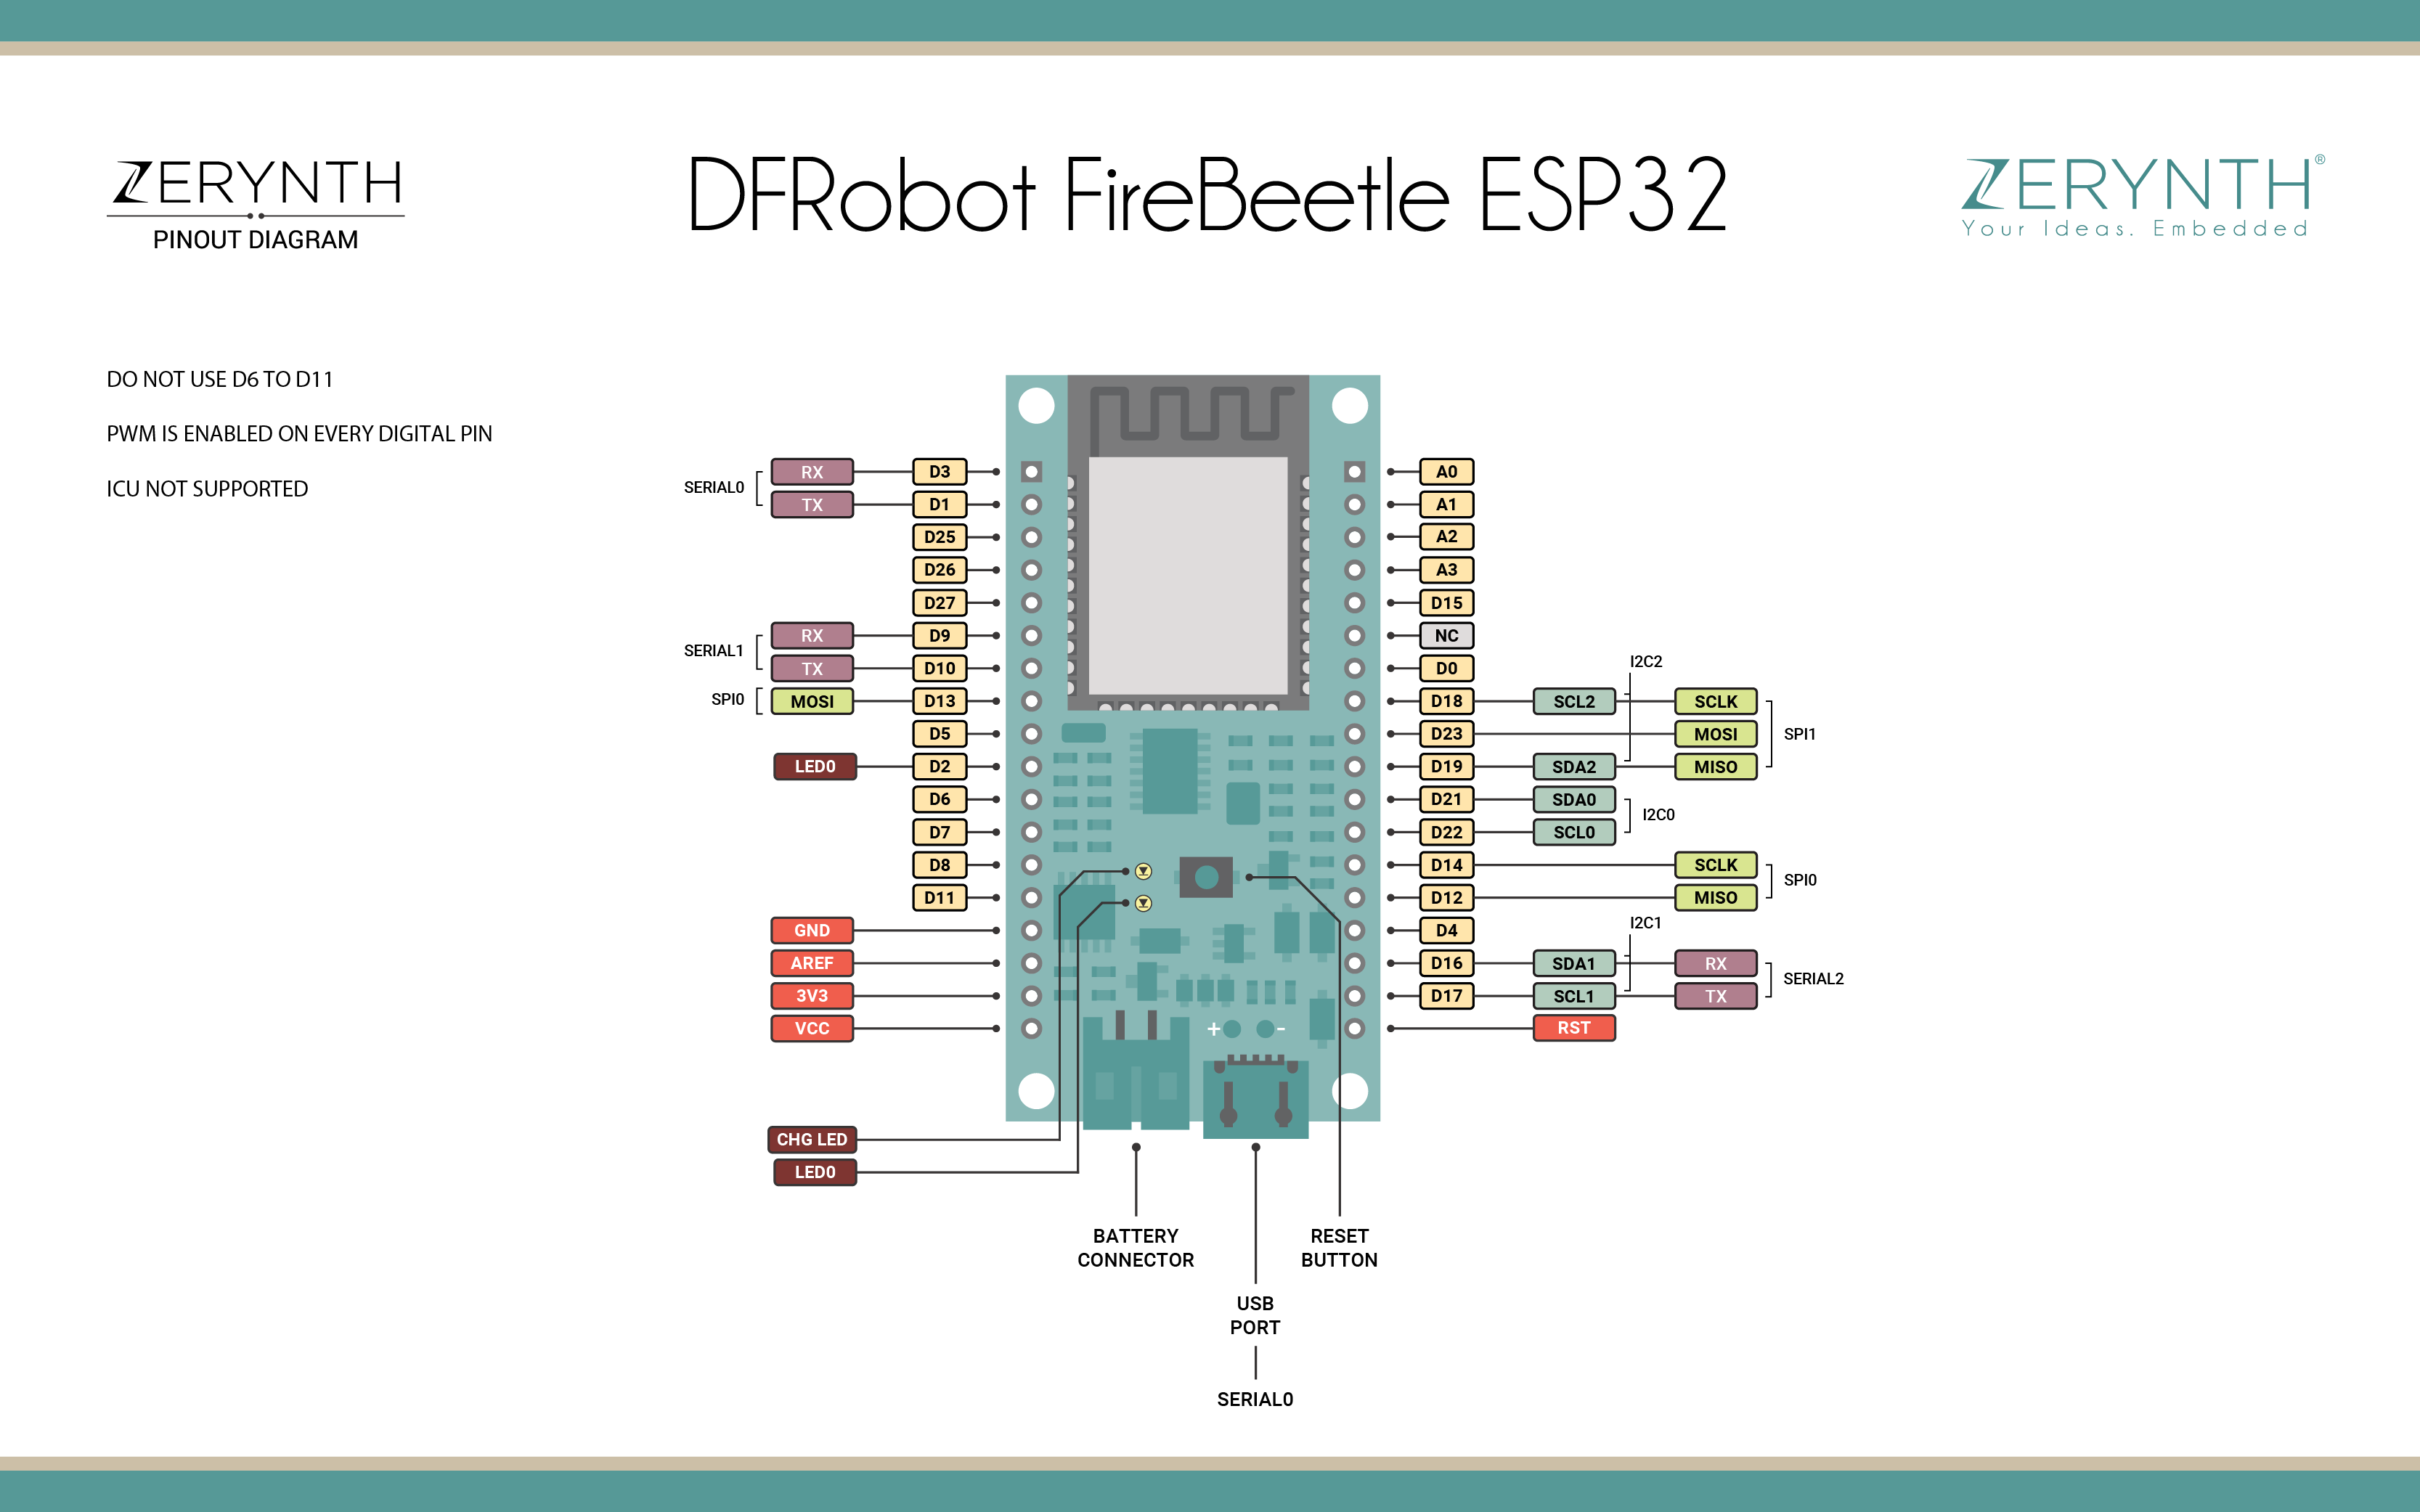 ZERYNTH
PINOUT DIAGRAM
DFRobot FireBeetle ESP32
ZERYNTH®
Your Ideas. Embedded
DO NOT USE D6 TO D11
PWM IS ENABLED ON EVERY DIGITAL PIN
ICU NOT SUPPORTED
SERIAL0
RX D3
TX D1
D25
D26
D27
SERIAL1
RX D9
TX D10
SPI0 MOSI D13
D5
LED0 D2
D6
D7
D8
D11
GND
AREF
3V3
VCC
CHG LED
LED0
A0
A1
A2
A3
D15
NC
D0
I2C2
D18 SCL2 SCLK
D23 MOSI SPI1
D19 SDA2 MISO
D21 SDA0
I2C0
D22 SCL0
D14 SCLK
SPI0
D12 MISO
I2C1
D4
D16 SDA1 RX
SERIAL2
D17 SCL1 TX
RST
+ -
BATTERY
CONNECTOR
RESET
BUTTON
USB
PORT
SERIAL0